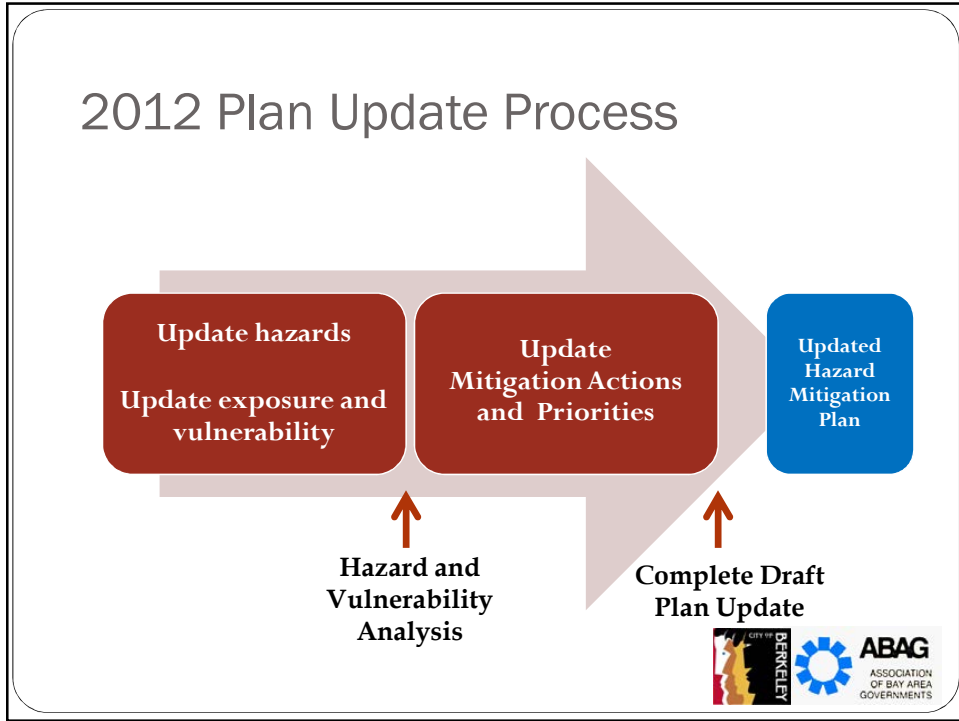 2012 Plan Update Process
Update hazards
Update exposure and
vulnerability
Update
Mitigation Actions
and Priorities
Updated
Hazard
Mitigation
Plan
Hazard and
Vulnerability
Analysis
Complete Draft
Plan Update
CITY OF
BERKELEY
ABAG
ASSOCIATION
OF BAY AREA
GOVERNMENTS